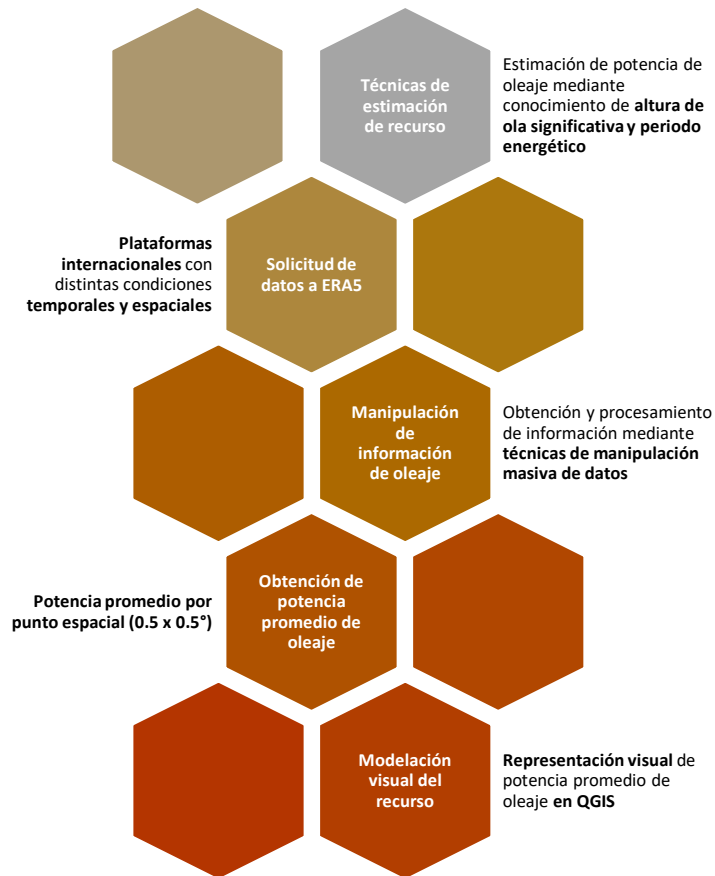 Técnicas de
estimación
de recurso
Estimación de potencia de
oleaje mediante
conocimiento de altura de
ola significativa y periodo
energético
Plataformas
internacionales con
distintas condiciones
temporales y espaciales
Solicitud de
datos a ERA5
Manipulación
de
información
de oleaje
Obtención y procesamiento
de información mediante
técnicas de manipulación
masiva de datos
Potencia promedio por
punto espacial (0.5 x 0.5°)
Obtención de
potencia
promedio de
oleaje
Modelación
visual del
recurso
Representación visual de
potencia promedio de
oleaje en QGIS